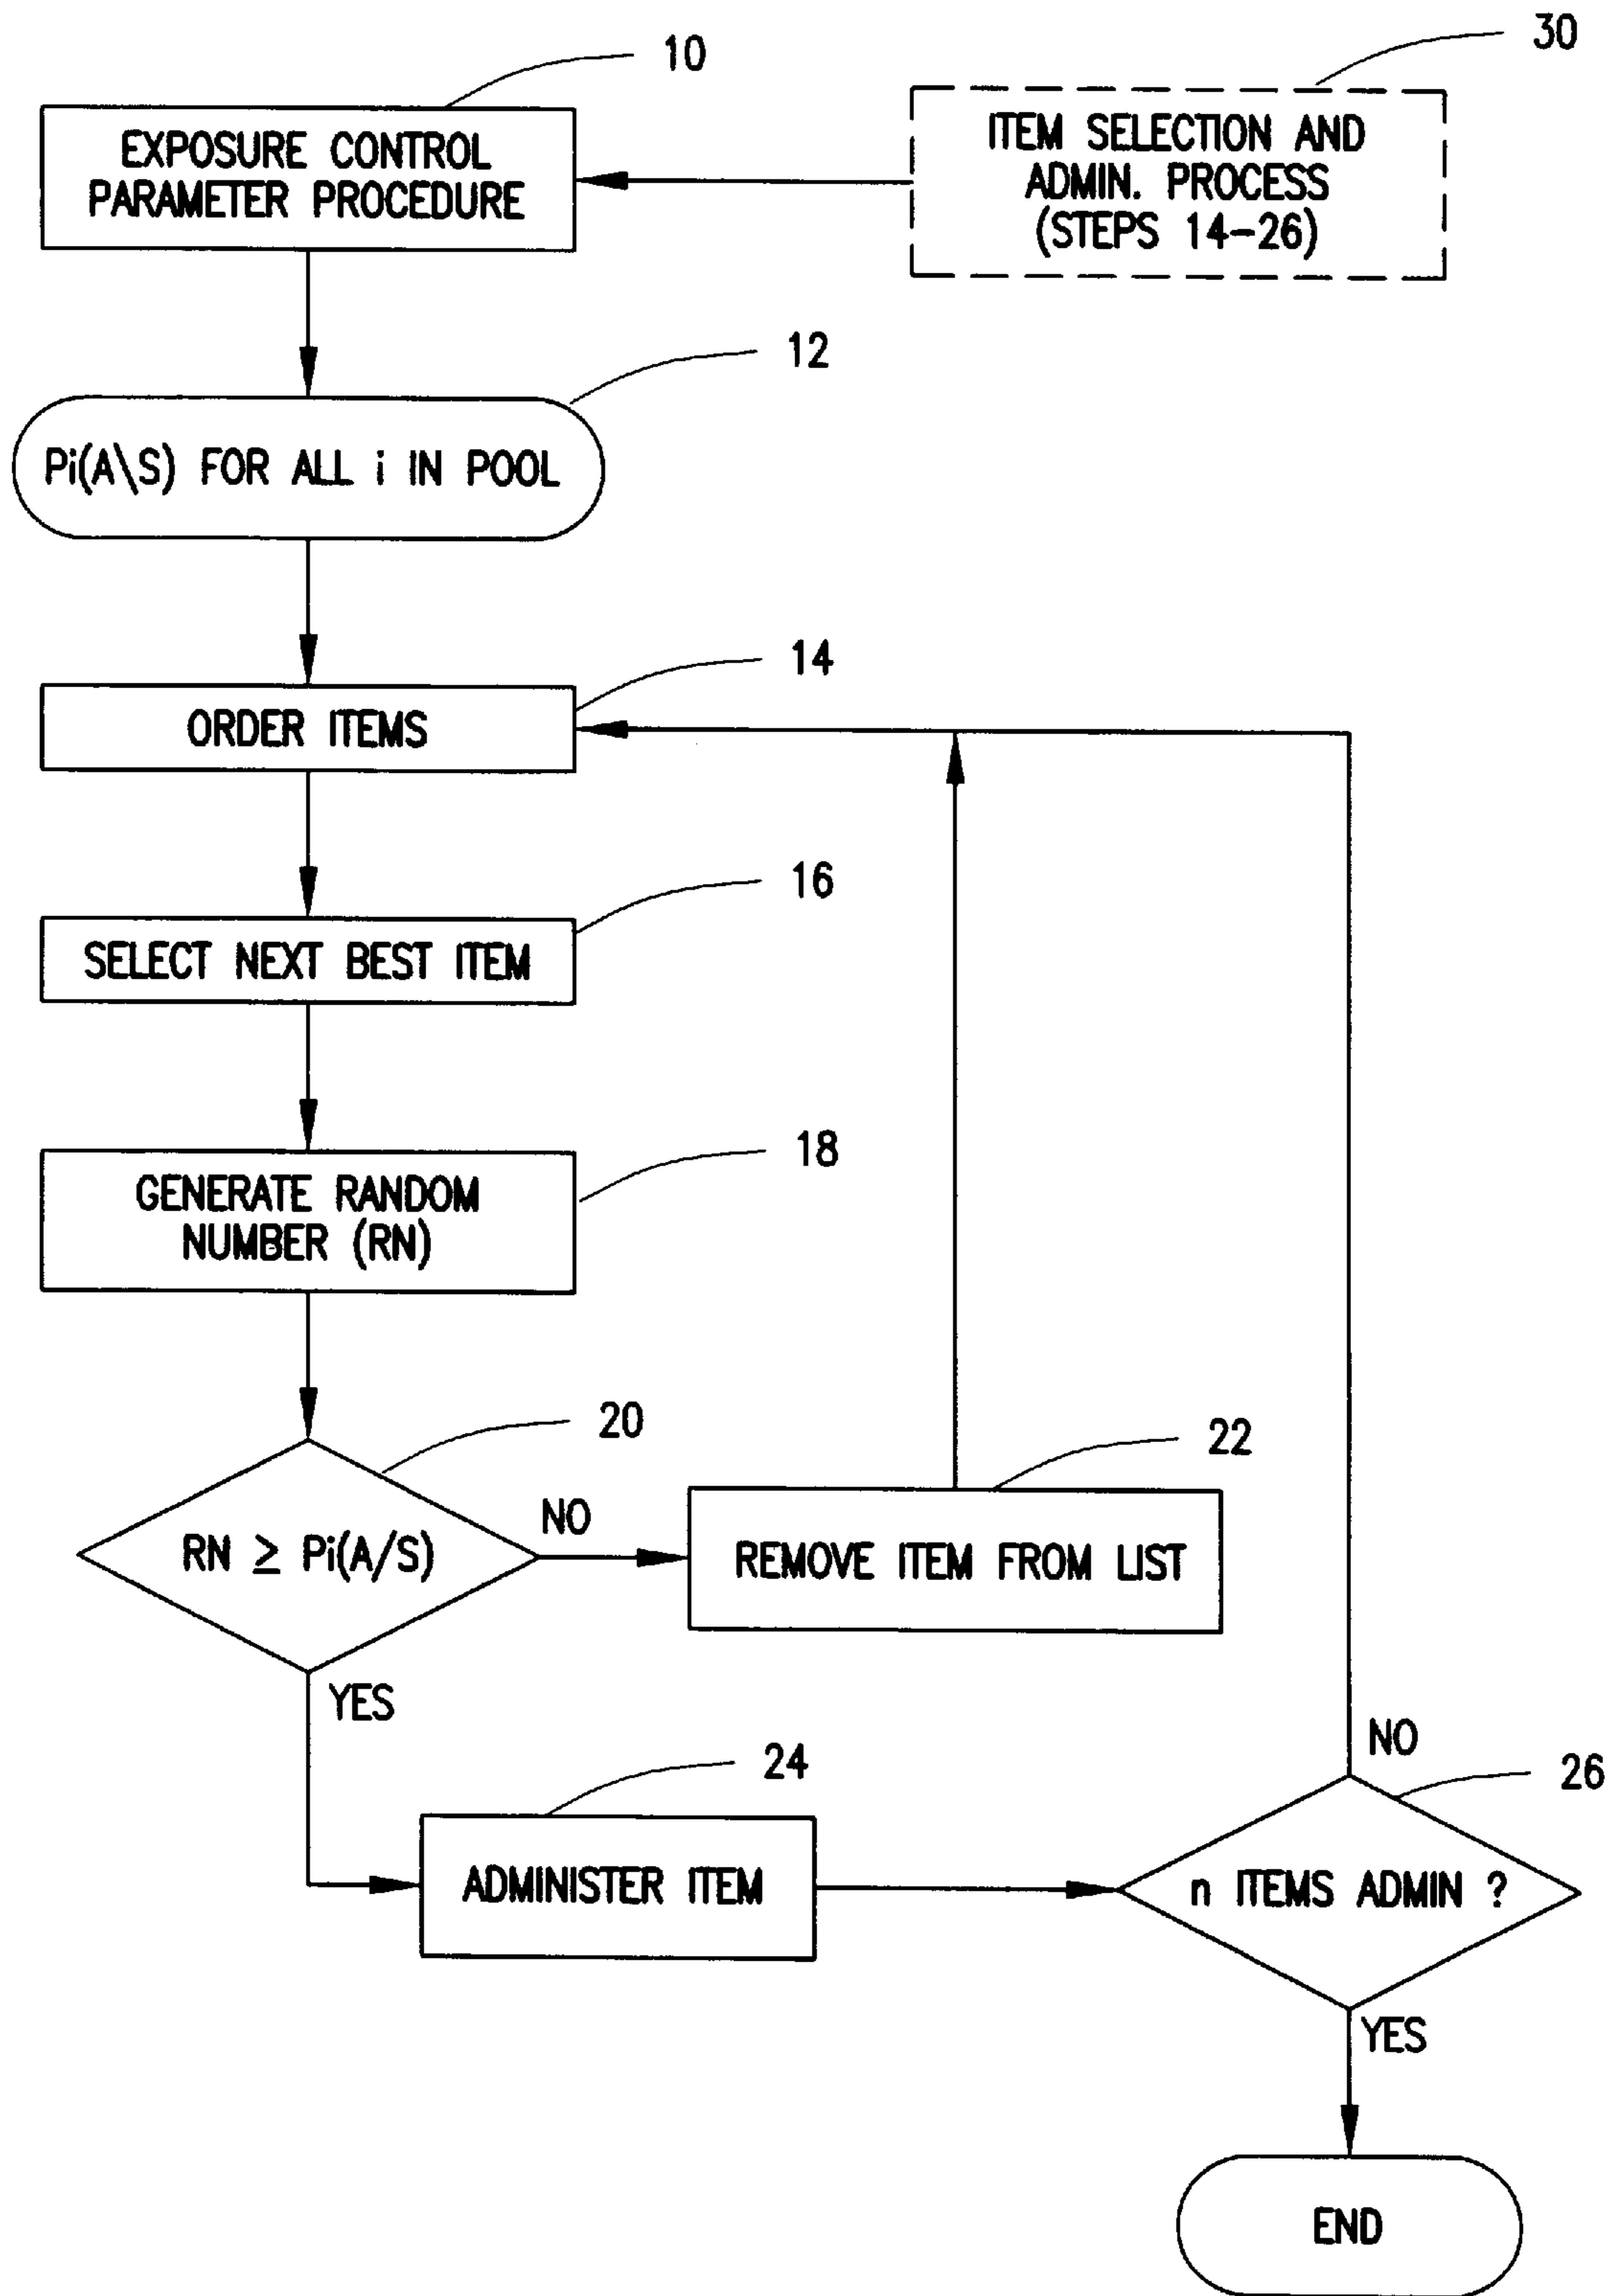 10
30
EXPOSURE CONTROL
PARAMETER PROCEDURE
ITEM SELECTION AND
ADMIN. PROCESS
(STEPS 14-26)
12
Pi(A\S) FOR ALL i IN POOL
14
ORDER ITEMS
16
SELECT NEXT BEST ITEM
18
GENERATE RANDOM
NUMBER (RN)
20
22
RN ≥ Pi(A/S)
NO
REMOVE ITEM FROM LIST
YES
24
NO
26
ADMINISTER ITEM
n ITEMS ADMIN ?
YES
END